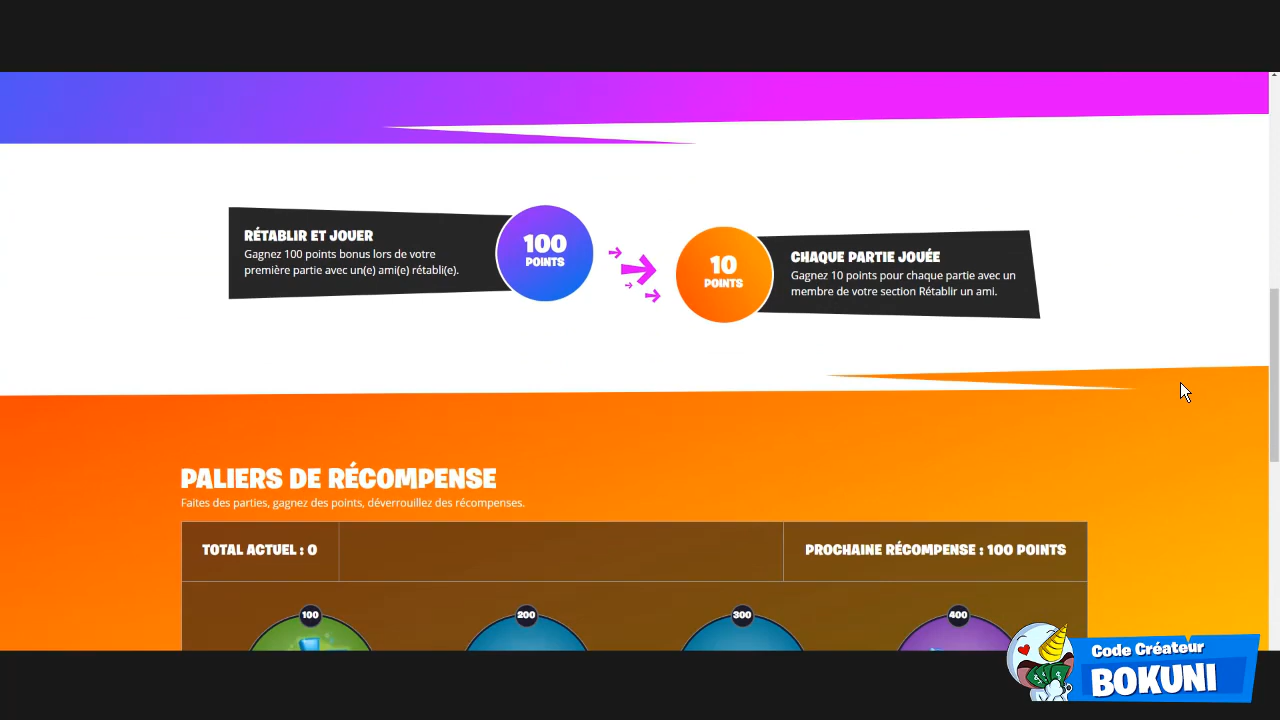 RÉTABLIR ET JOUER
Gagnez 100 points bonus lors de votre
première partie avec un(e) ami(e) rétabli(e).
100
POINTS
10
POINTS
CHAQUE PARTIE JOUÉE
Gagnez 10 points pour chaque partie avec un
membre de votre section Rétablir un ami.
PALIERS DE RÉCOMPENSE
Faites des parties, gagnez des points, déverrouillez des récompenses.
TOTAL ACTUEL : 0
PROCHAINE RÉCOMPENSE : 100 POINTS
100
200
300
400
Code Créateur
BOKUNI